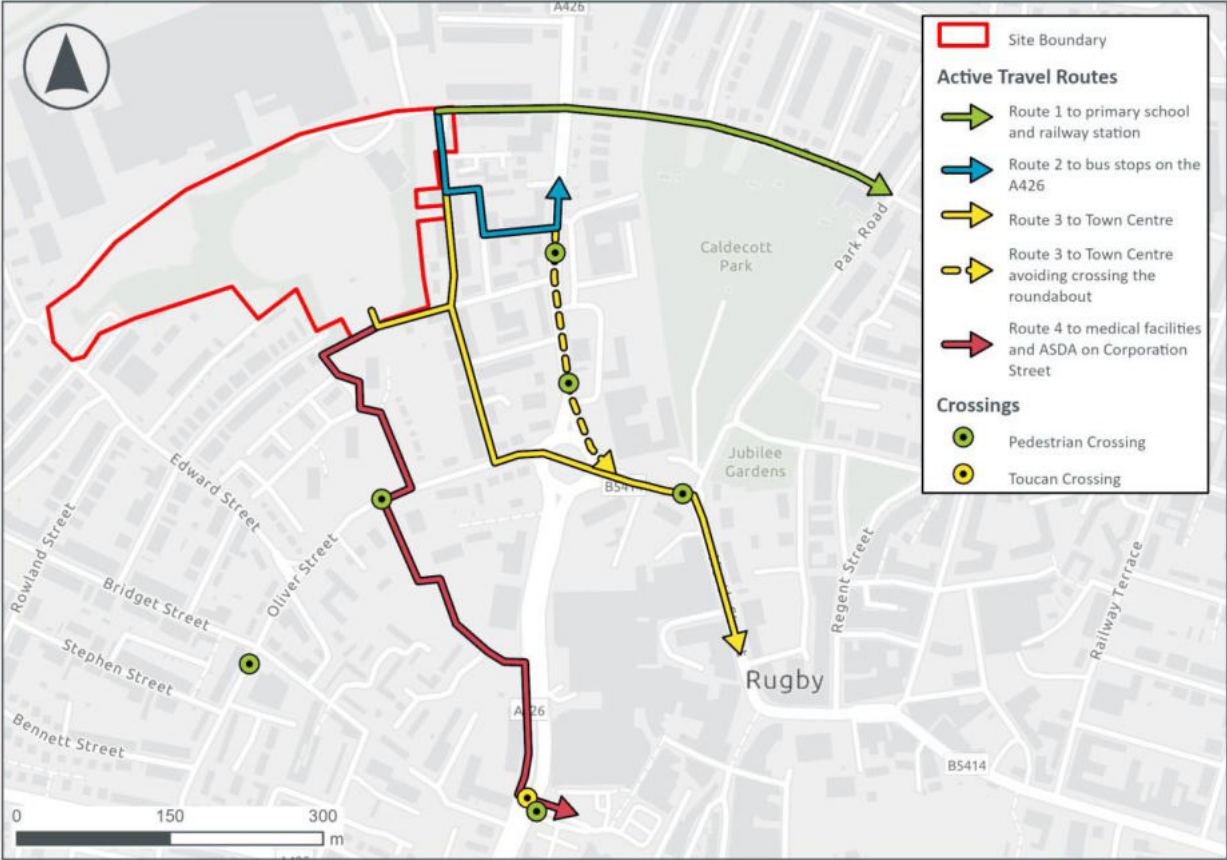 A426
Site Boundary
Active Travel Routes
Route 1 to primary school
and railway station
Route 2 to bus stops on the
A426
Route 3 to Town Centre
Route 3 to Town Centre
avoiding crossing the
roundabout
Route 4 to medical facilities
and ASDA on Corporation
Street
Crossings
Pedestrian Crossing
Toucan Crossing
Caldecott
Park
Park Road
Jubilee
Gardens
Edward Street
Rowland Street
Oliver Street
Bridget Street
Stephen Street
Bennett Street
Regent Street
Railway Terrace
Rugby
B5414
0 150 300
m